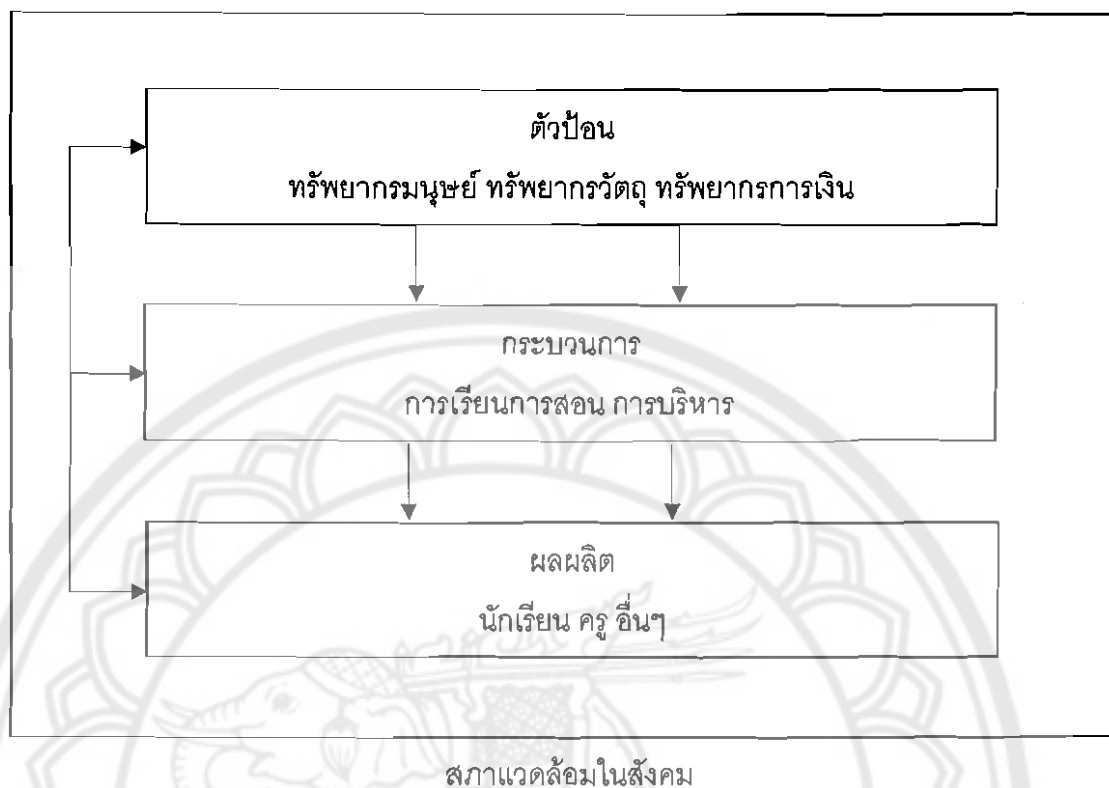 ตัวป้อน
ทรัพยากรมนุษย์ ทรัพยากรวัตถุ ทรัพยากรการเงิน
กระบวนการ
การเรียนการสอน การบริหาร
ผลผลิต
นักเรียน ครู อื่นๆ
สภาแวดล้อมในสังคม